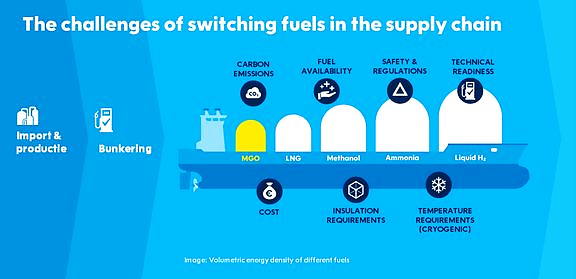 The challenges of switching fuels in the supply chain
CARBON
EMISSIONS
FUEL
AVAILABILITY
SAFETY &
REGULATIONS
TECHNICAL
READINESS
CO₂
Import &
productie
Bunkering
MGO
LNG
Methanol
Ammonia
Liquid H₂
€
COST
INSULATION
REQUIREMENTS
TEMPERATURE
REQUIREMENTS
(CRYOGENIC)
Image: Volumetric energy density of different fuels